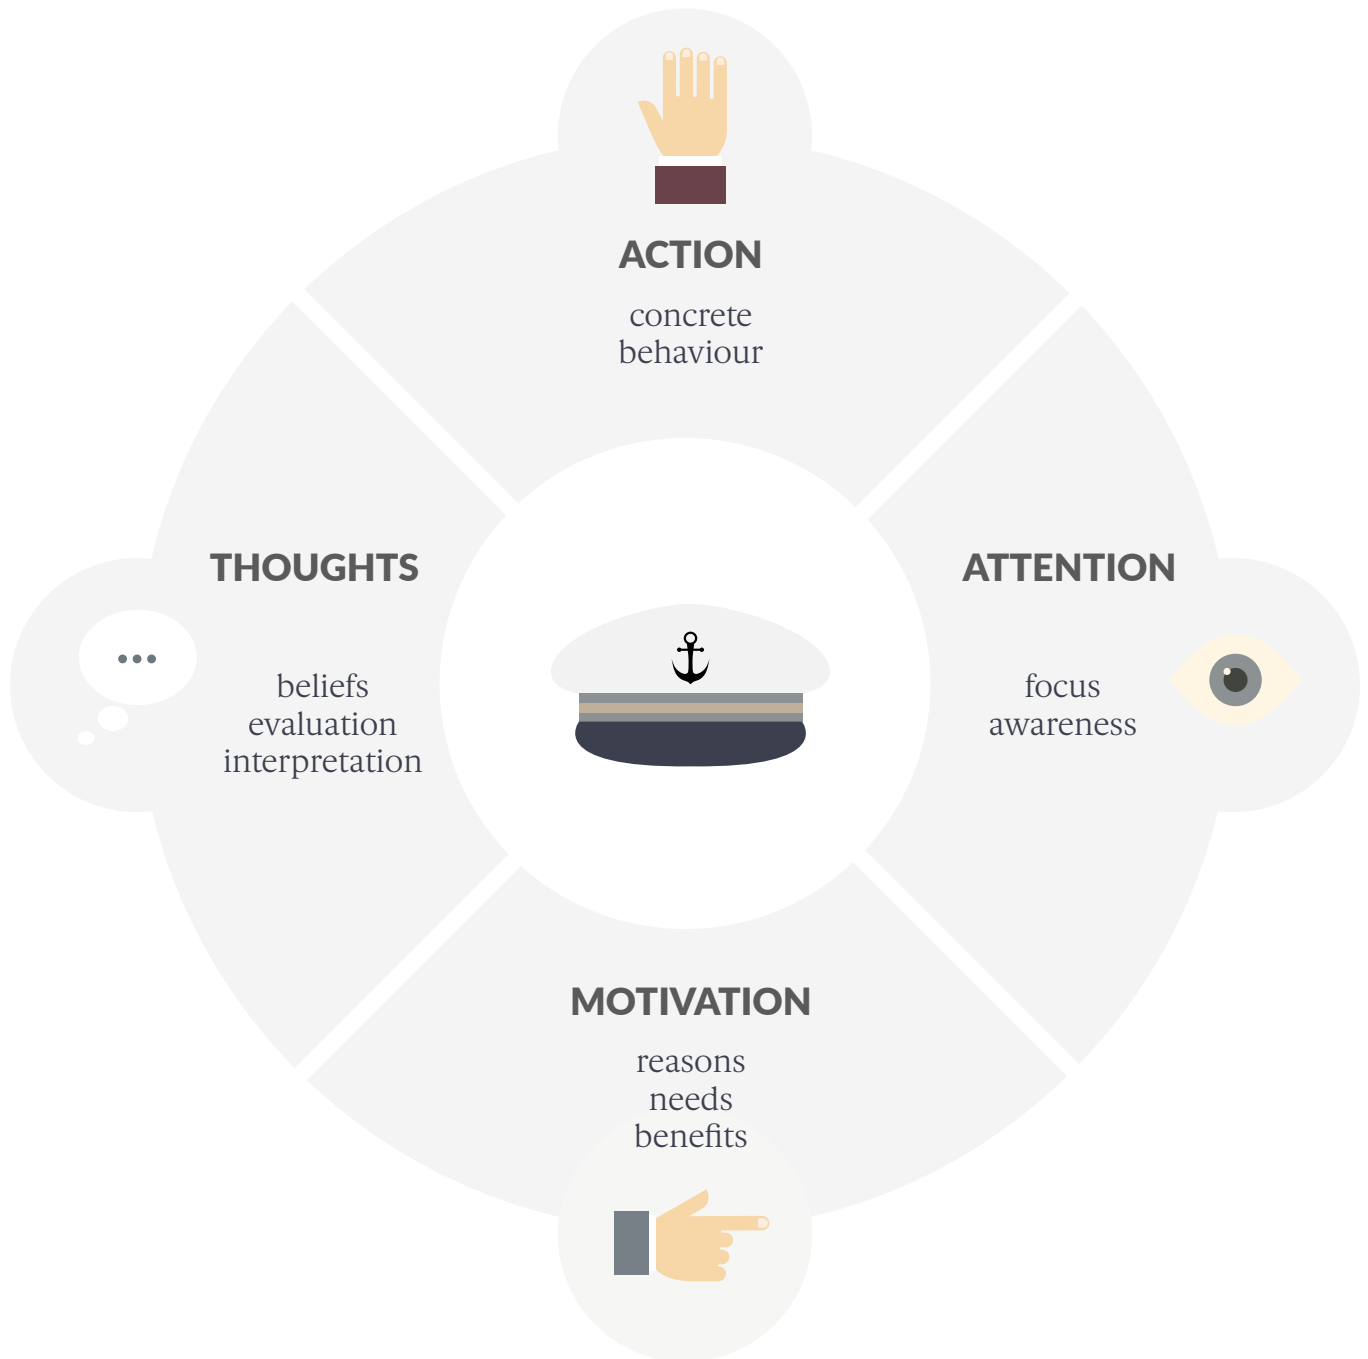 ACTION
concrete
behaviour
THOUGHTS
beliefs
evaluation
interpretation
ATTENTION
focus
awareness
MOTIVATION
reasons
needs
benefits